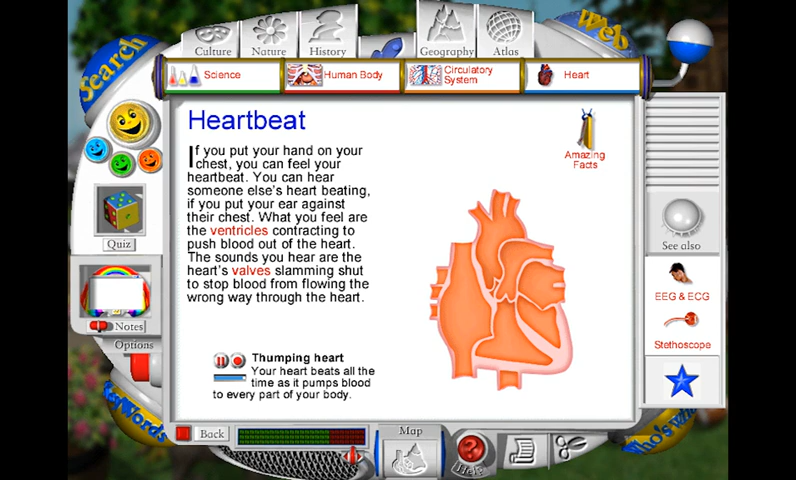 Search
Culture
Nature
History
Geography
Atlas
Web
Science
Human Body
Circulatory
System
Heart
Heartbeat
If you put your hand on your
chest, you can feel your
heartbeat. You can hear
someone else's heart beating,
if you put your ear against
their chest. What you feel are
the ventricles contracting to
push blood out of the heart.
The sounds you hear are the
heart's valves slamming shut
to stop blood from flowing the
wrong way through the heart.
Amazing
Facts
Quiz
Notes
Options
See also
EEG & ECG
Stethoscope
Thumping heart
Your heart beats all the
time as it pumps blood
to every part of your body.
Back
Map
Help
Who's Who